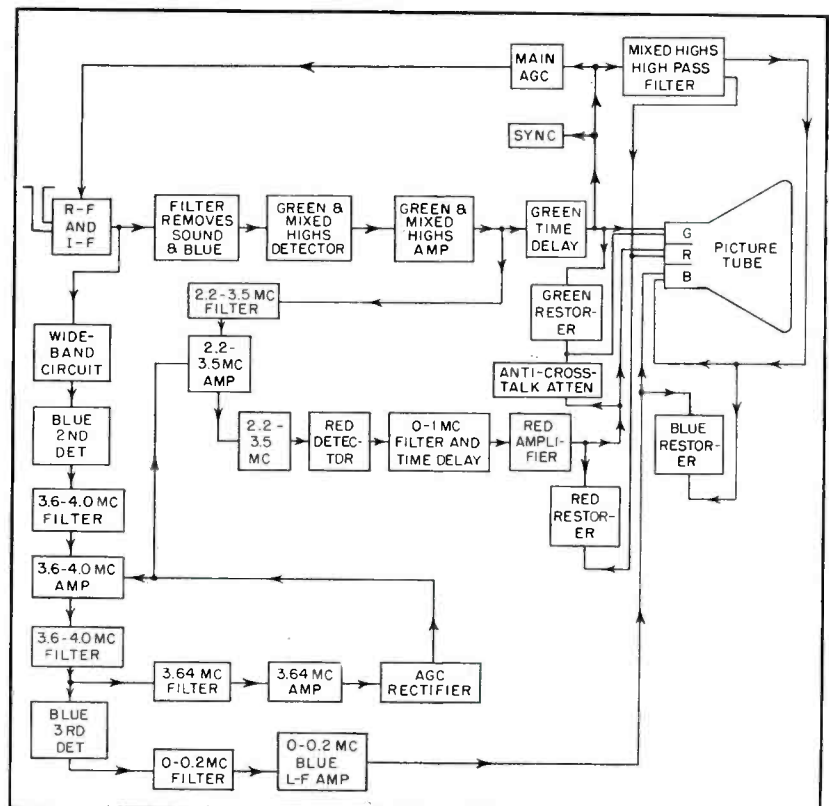 MAIN
AGC
MIXED HIGHS
HIGH PASS
FILTER
SYNC
R-F
AND
I-F
FILTER
REMOVES
SOUND
& BLUE
GREEN &
MIXED
HIGHS
DETECTOR
GREEN &
MIXED
HIGHS
AMP
GREEN
TIME
DELAY
G
R
B
PICTURE
TUBE
2.2-3.5 MC
FILTER
GREEN
RESTOR-
ER
WIDE-
BAND
CIRCUIT
2.2-
3.5MC
AMP
ANTI-CROSS-
TALK ATTEN
BLUE
2ND
DET
2.2-
3.5
MC
RED
DETEC-
TOR
0-1 MC
FILTER AND
TIME DELAY
RED
AMPLI-
FIER
BLUE
RESTOR-
ER
3.6-4.0 MC
FILTER
RED
RESTOR-
ER
3.6-4.0MC
AMP
3.6-4.0 MC
FILTER
3.64 MC
FILTER
3.64 MC
AMP
AGC
RECTIFIER
BLUE
3RD
DET
0-0.2MC
FILTER
0-0.2 MC
BLUE
L-F AMP